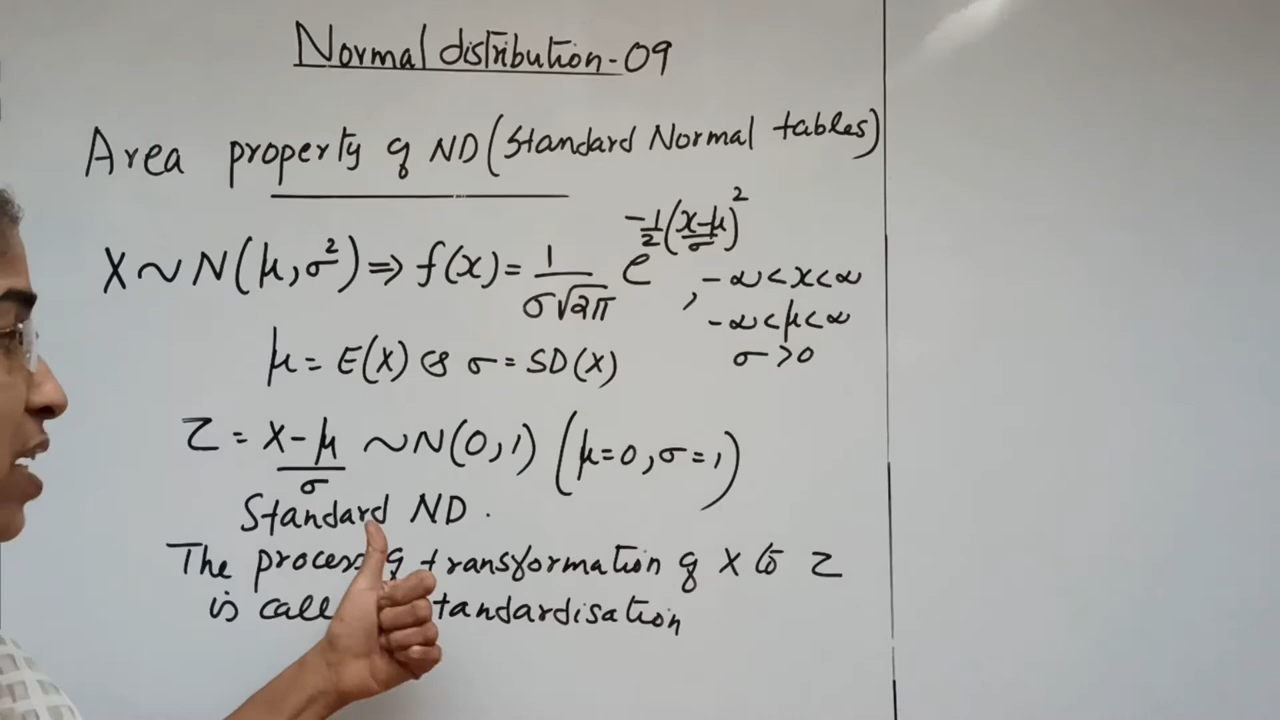 Normal distribution-09
Area property of ND (Standard Normal tables)
X ~ N(μ, σ²) ⇒ f(x) = 1/(σ√2π) e^(-1/2((x-μ)/σ)²), -∞ < x < ∞
-∞ < μ < ∞
σ > 0
μ = E(X) & σ = SD(X)
Z = (X-μ)/σ ~ N(0, 1) (μ=0, σ=1)
Standard ND.
The process of transformation of X to Z
is call tandardisation